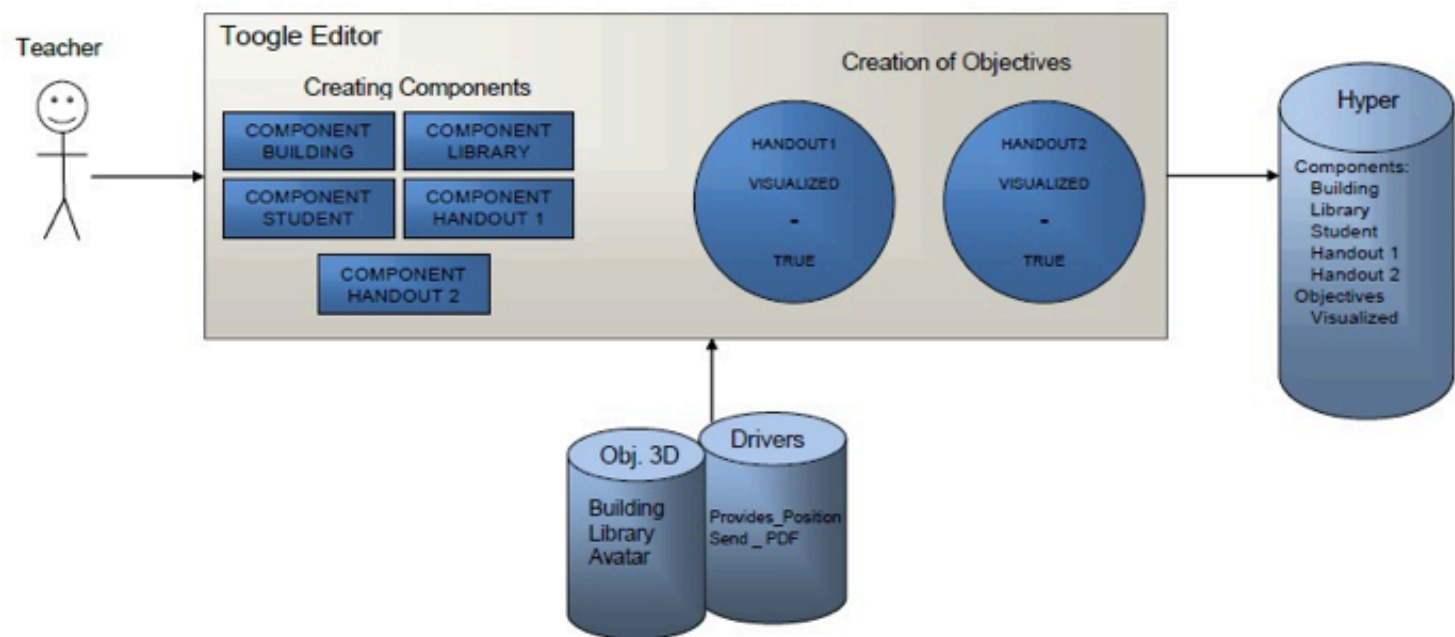 Teacher
Toogle Editor
Creating Components
COMPONENT
BUILDING
COMPONENT
LIBRARY
COMPONENT
STUDENT
COMPONENT
HANDOUT 1
COMPONENT
HANDOUT 2
Creation of Objectives
HANDOUT1
VISUALIZED
-
TRUE
HANDOUT2
VISUALIZED
-
TRUE
Hyper
Components:
Building
Library
Student
Handout 1
Handout 2
Objectives
Visualized
Obj. 3D
Building
Library
Avatar
Drivers
Provides_Position
Send _ PDF